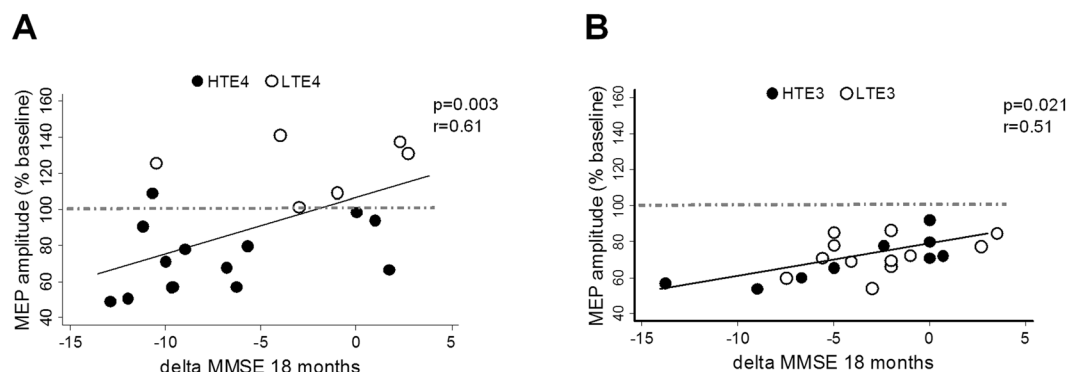 A
HTE4 LTE4
p=0.003
r=0.61
MEP amplitude (% baseline)
160
140
120
100
80
60
40
-15 -10 -5 0 5
delta MMSE 18 months
B
HTE3 LTE3
p=0.021
r=0.51
MEP amplitude (% baseline)
160
140
120
100
80
60
40
-15 -10 -5 0 5
delta MMSE 18 months